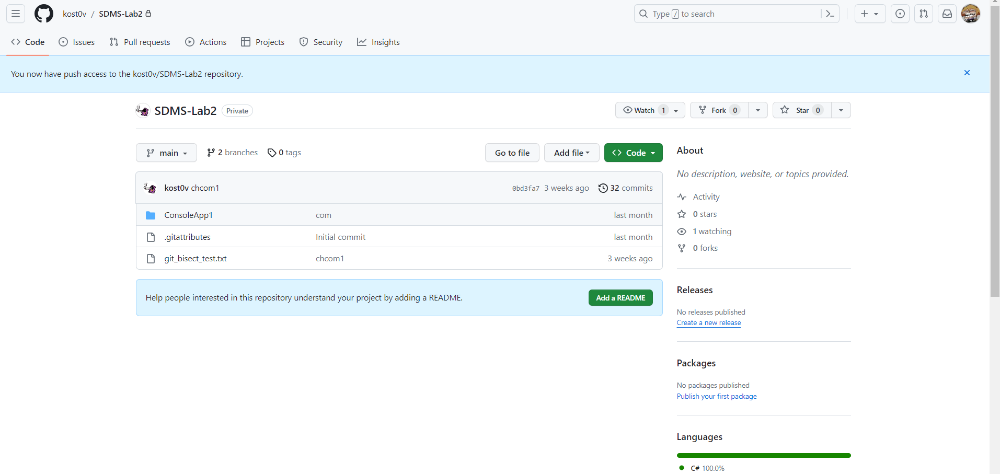 kost0v / SDMS-Lab2
Type / to search
Code Issues Pull requests Actions Projects Security Insights
You now have push access to the kost0v/SDMS-Lab2 repository.
SDMS-Lab2 Private
Watch 1 Fork 0 Star 0
main 2 branches 0 tags Go to file Add file Code
kost0v chcom1 0bd3fa7 3 weeks ago 32 commits
ConsoleApp1 com last month
.gitattributes Initial commit last month
git_bisect_test.txt chcom1 3 weeks ago
Help people interested in this repository understand your project by adding a README. Add a README
About
No description, website, or topics provided.
Activity
0 stars
1 watching
0 forks
Releases
No releases published
Create a new release
Packages
No packages published
Publish your first package
Languages
C# 100.0%